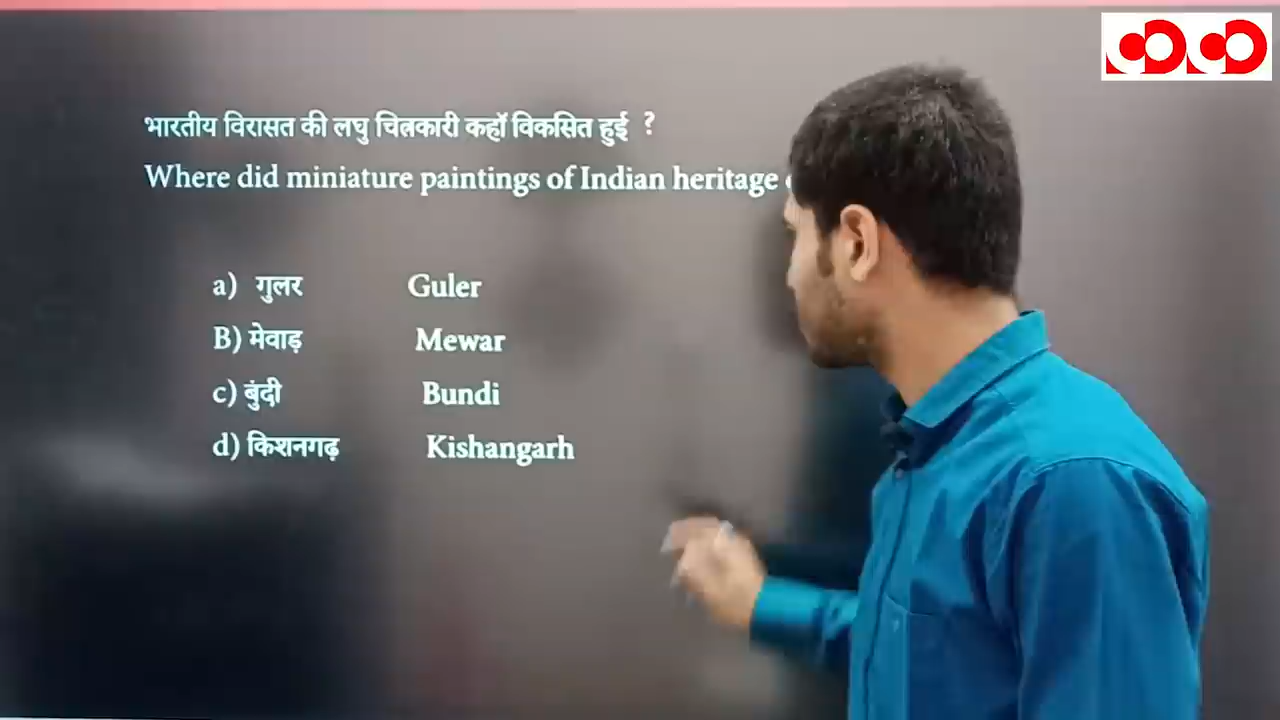 भारतीय विरासत की लघु चित्रकारी कहाँ विकसित हुई ?
Where did miniature paintings of Indian heritage
a) गुलर Guler
B) मेवाड़ Mewar
c) बुंदी Bundi
d) किशनगढ़ Kishangarh